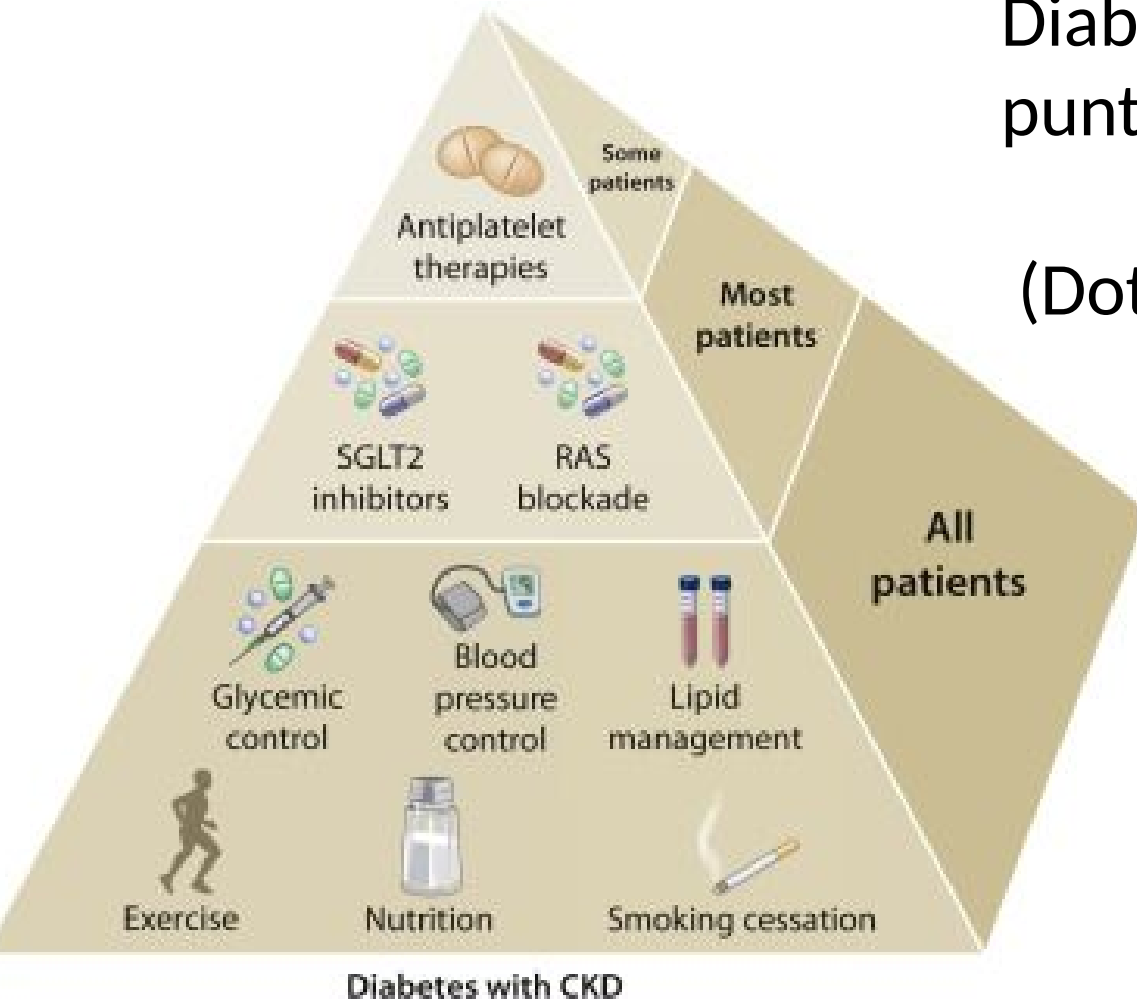 Diab
punt
(Dot
Some
patients
Antiplatelet
therapies
Most
patients
SGLT2
inhibitors
RAS
blockade
All
patients
Glycemic
control
Blood
pressure
control
Lipid
management
Exercise
Nutrition
Smoking cessation
Diabetes with CKD